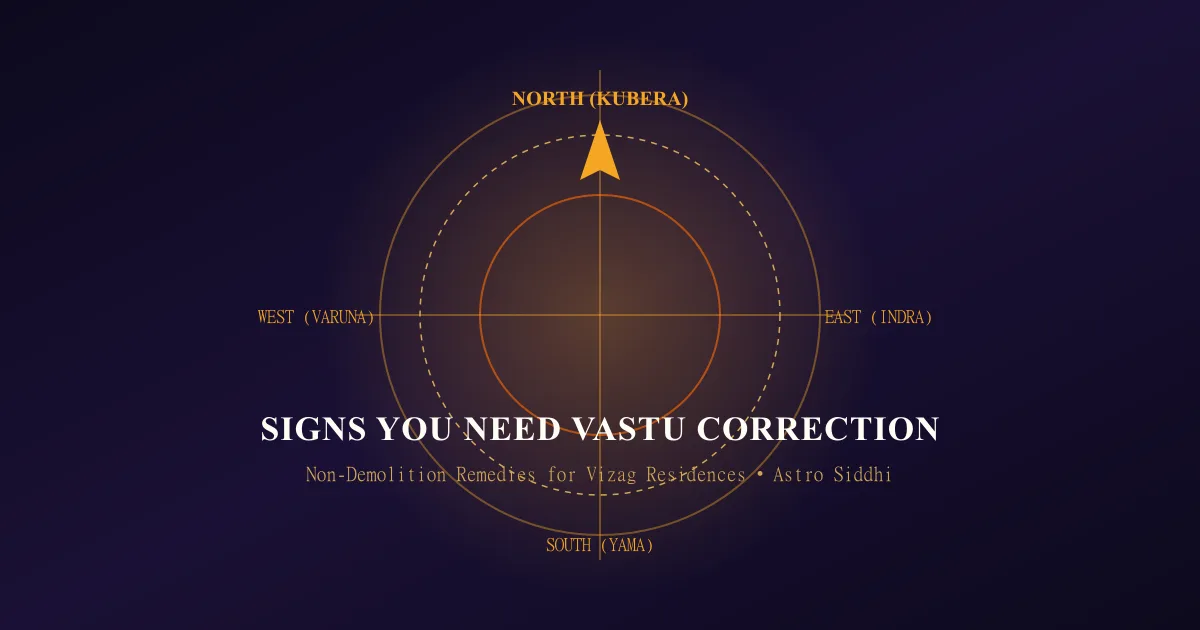 NORTH (KUBERA)
WEST (VARUNA)
EAST (INDRA)
SIGNS YOU NEED VASTU CORRECTION
Non-Demolition Remedies for Vizag Residences • Astro Siddhi
SOUTH (YAMA)